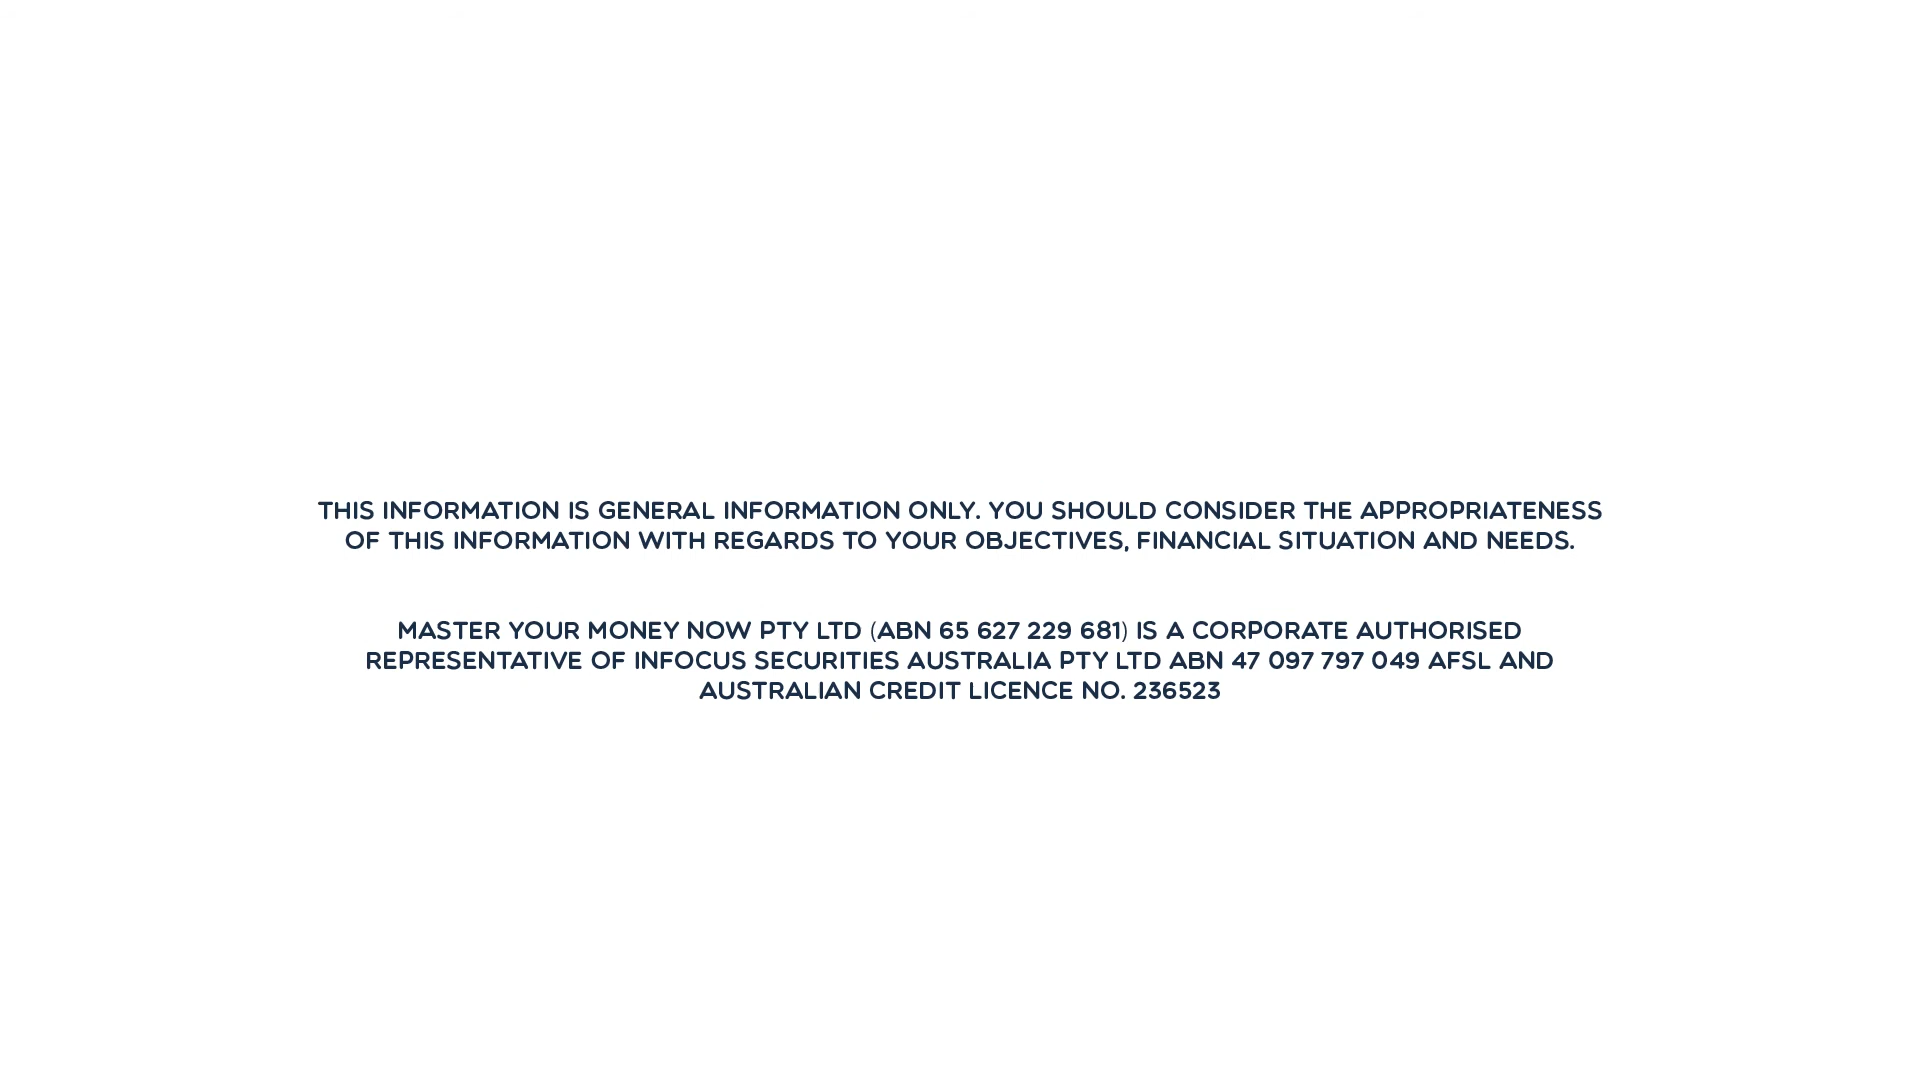 THIS INFORMATION IS GENERAL INFORMATION ONLY. YOU SHOULD CONSIDER THE APPROPRIATENESS
OF THIS INFORMATION WITH REGARDS TO YOUR OBJECTIVES, FINANCIAL SITUATION AND NEEDS.
MASTER YOUR MONEY NOW PTY LTD (ABN 65 627 229 681) IS A CORPORATE AUTHORISED
REPRESENTATIVE OF INFOCUS SECURITIES AUSTRALIA PTY LTD ABN 47 097 797 049 AFSL AND
AUSTRALIAN CREDIT LICENCE NO. 236523